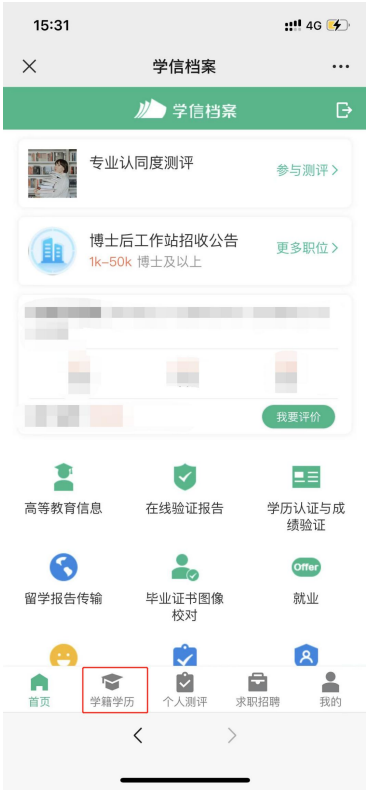 15:31
4G
学信档案
学信档案
专业认同度测评
参与测评
博士后工作站招收公告
1k-50k 博士及以上
更多职位
我要评价
高等教育信息
在线验证报告
学历认证与成
绩验证
留学报告传输
毕业证书图像
校对
Offer
就业
首页
学籍学历
个人测评
求职招聘
我的